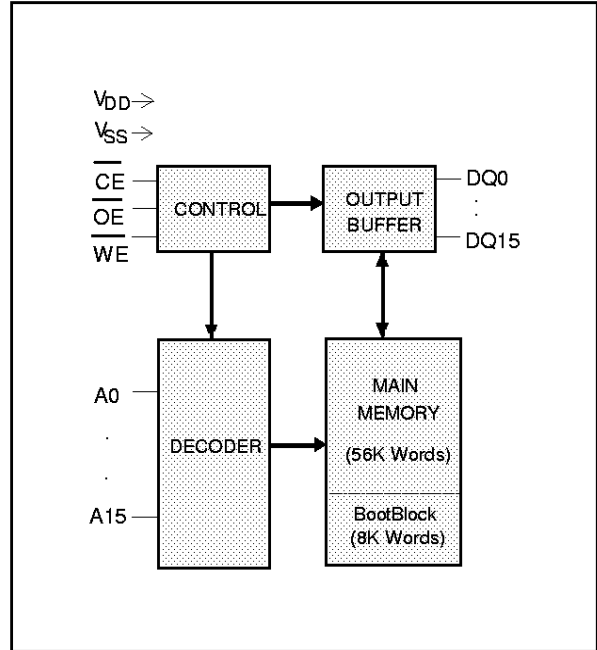 VDD
VSS
CE
OE
WE
CONTROL
OUTPUT
BUFFER
DQ0
.
.
DQ15
A0
.
.
A15
DECODER
MAIN
MEMORY
(56K Words)
BootBlock
(8K Words)